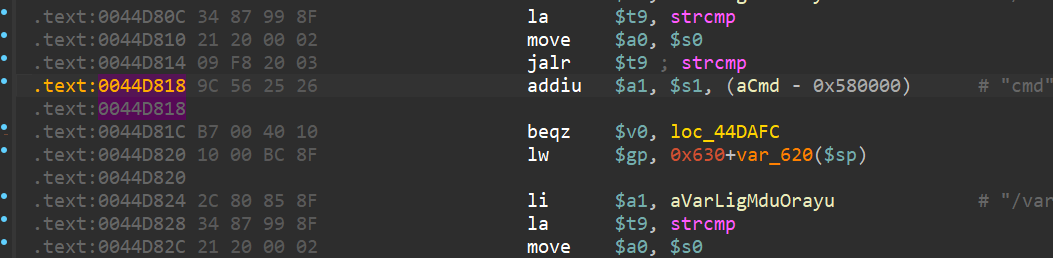 .text:0044D80C 34 87 99 8F la $t9, strcmp
.text:0044D810 21 20 00 02 move $a0, $s0
.text:0044D814 09 F8 20 03 jalr $t9 ; strcmp
.text:0044D818 9C 56 25 26 addiu $a1, $s1, (aCmd - 0x580000) # "cmd"
.text:0044D818
.text:0044D81C B7 00 40 10 beqz $v0, loc_44DAFC
.text:0044D820 10 00 BC 8F lw $gp, 0x630+var_620($sp)
.text:0044D820
.text:0044D824 2C 80 85 8F li $a1, aVarLigMduOrayu # "/var
.text:0044D828 34 87 99 8F la $t9, strcmp
.text:0044D82C 21 20 00 02 move $a0, $s0